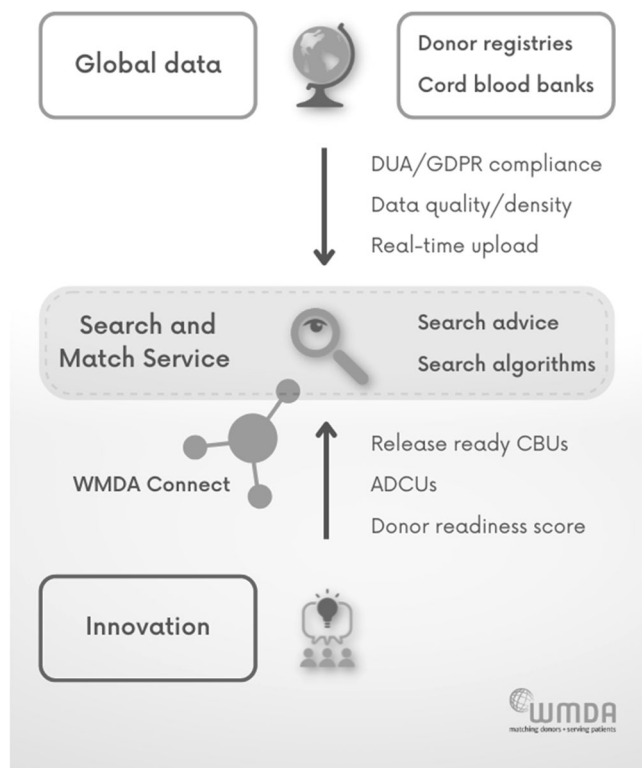 Global data
Donor registries
Cord blood banks
DUA/GDPR compliance
Data quality/density
Real-time upload
Search and
Match Service
Search advice
Search algorithms
WMDA Connect
Release ready CBUs
ADCUs
Donor readiness score
Innovation
WMDA
matching donors • serving patients